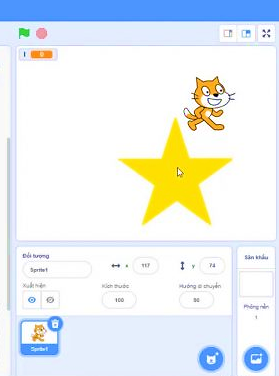 Đối tượng
Sân khấu
Sprite1
x
117
y
74
Xuất hiện
Kích thước
Hướng di chuyển
100
90
Phông nền
1
Sprite1